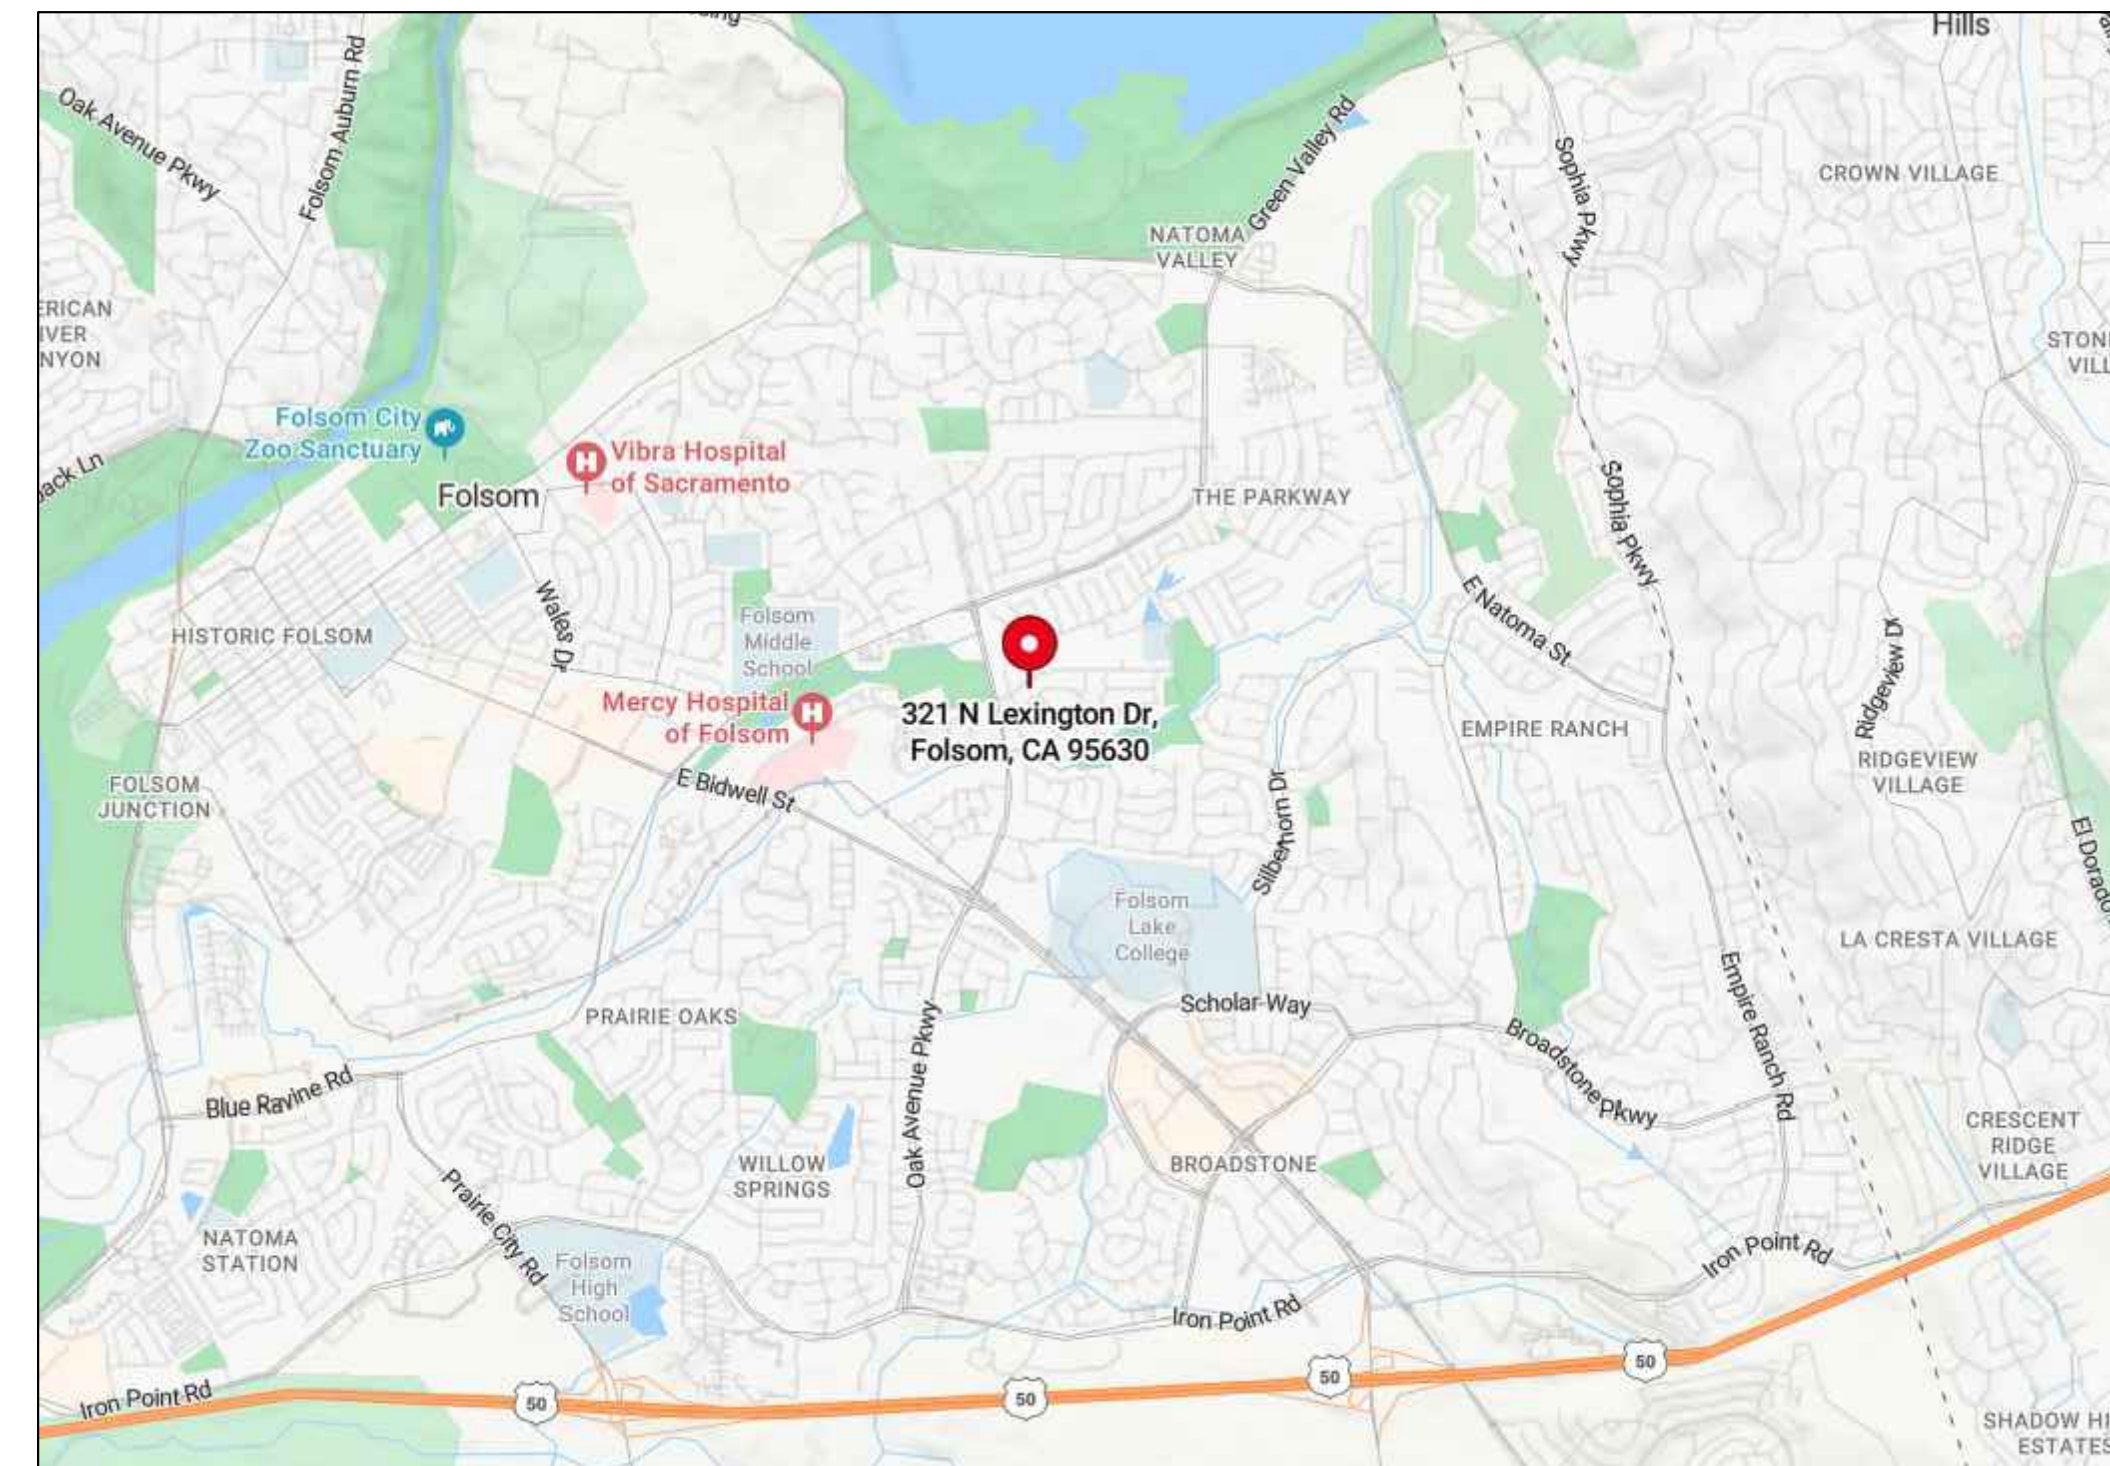 Hills
Oak Avenue Pkwy
Folsom Auburn Rd
Green Valley Rd
Sophia Pkwy
CROWN VILLAGE
NATOMA
VALLEY
ERICAN
IVER
NYON
STON
VILL
Folsom City
Zoo Sanctuary
Vibra Hospital
of Sacramento
Folsom
THE PARKWAY
ack Ln
Sophia Pkwy
Wales Dr
Folsom
Middle
School
HISTORIC FOLSOM
E Natoma St
Ridgeview Dr
Mercy Hospital
of Folsom
321 N Lexington Dr,
Folsom, CA 95630
EMPIRE RANCH
RIDGEVIEW
VILLAGE
FOLSOM
JUNCTION
E Bidwell St
Silberhorn Dr
El Dorado
Folsom
Lake
College
LA CRESTA VILLAGE
PRAIRIE OAKS
Scholar Way
Oak Avenue Pkwy
Broadstone Pkwy
Empire Ranch Rd
Blue Ravine Rd
WILLOW
SPRINGS
BROADSTONE
CRESCENT
RIDGE
VILLAGE
Prairie City Rd
NATOMA
STATION
Folsom
High
School
Iron Point Rd
Iron Point Rd
Iron Point Rd
50
50
50
50
SHADOW HI
ESTATES